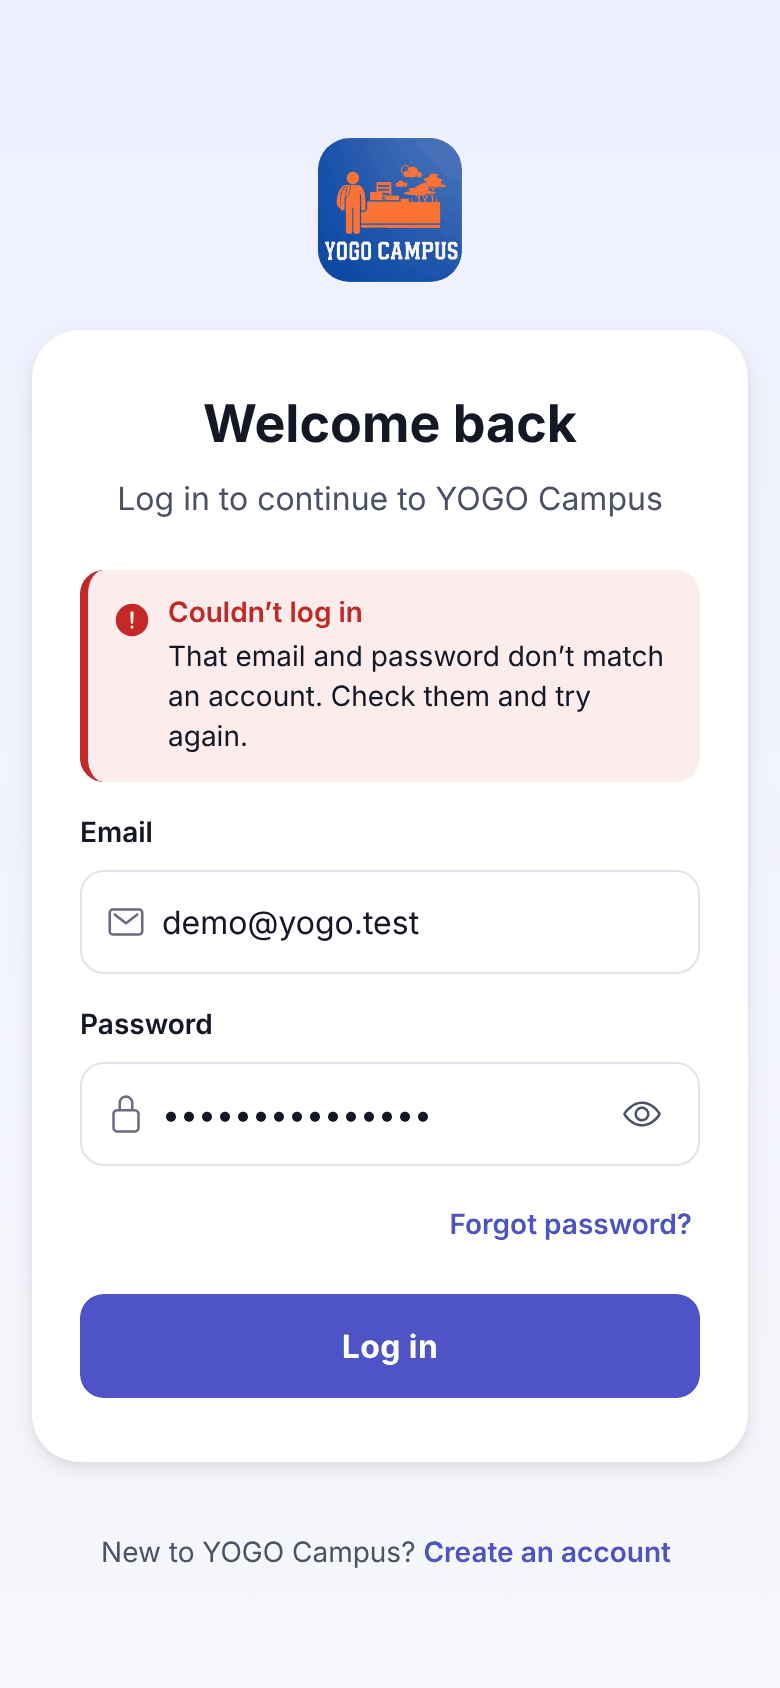 YOGO CAMPUS
Welcome back
Log in to continue to YOGO Campus
Couldn’t log in
That email and password don’t match
an account. Check them and try
again.
Email
demo@yogo.test
Password
Forgot password?
Log in
New to YOGO Campus? Create an account